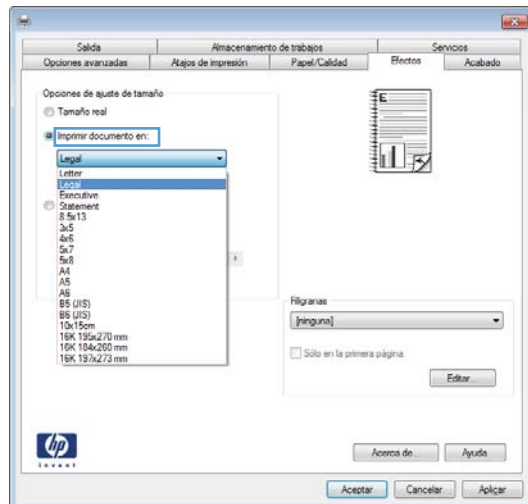 Salida
Almacenamiento de trabajos
Servicios
Opciones avanzadas
Atajos de impresión
Papel/Calidad
Efectos
Acabado
Opciones de ajuste de tamaño
Tamaño real
Imprimir documento en:
Legal
Letter
Legal
Executive
Statement
8.5x13
3x5
4x6
5x7
5x8
A4
A5
A6
B5 (JIS)
B6 (JIS)
10x15cm
16K 195x270 mm
16K 184x260 mm
16K 197x273 mm
Filigranas
[ninguna]
Sólo en la primera página
Editar...
hp
invent
Acerca de...
Ayuda
Aceptar
Cancelar
Aplicar